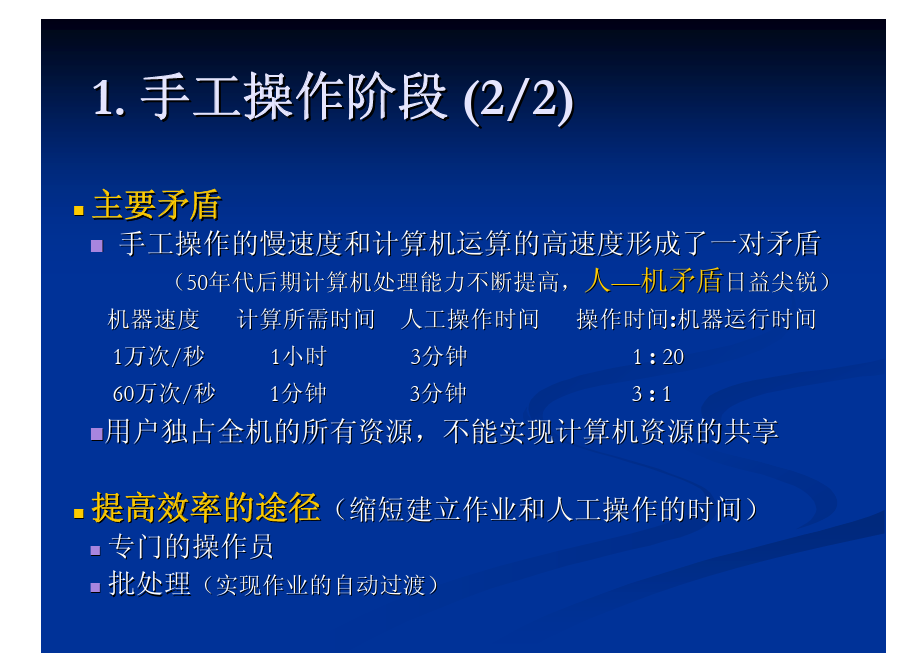 1. 手工操作阶段 (2/2)
主要矛盾
手工操作的慢速度和计算机运算的高速度形成了一对矛盾
（50年代后期计算机处理能力不断提高，人—机矛盾日益尖锐）
机器速度 计算所需时间 人工操作时间 操作时间:机器运行时间
1万次/秒 1小时 3分钟 1 : 20
60万次/秒 1分钟 3分钟 3 : 1
用户独占全机的所有资源，不能实现计算机资源的共享
提高效率的途径（缩短建立作业和人工操作的时间）
专门的操作员
批处理（实现作业的自动过渡）